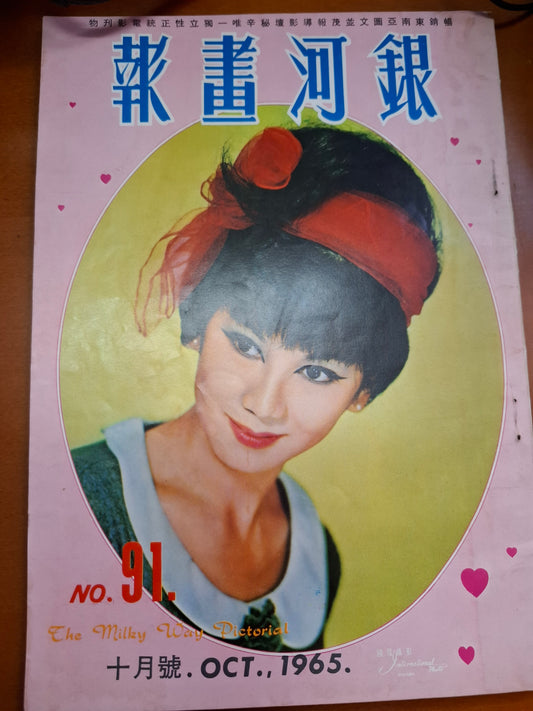 暢銷東南亞圖文並茂報導影壇秘辛唯一獨立性正統電影刊物
銀河畫報
NO. 91.
The Milky Way Pictorial
十月號.OCT., 1965.
International